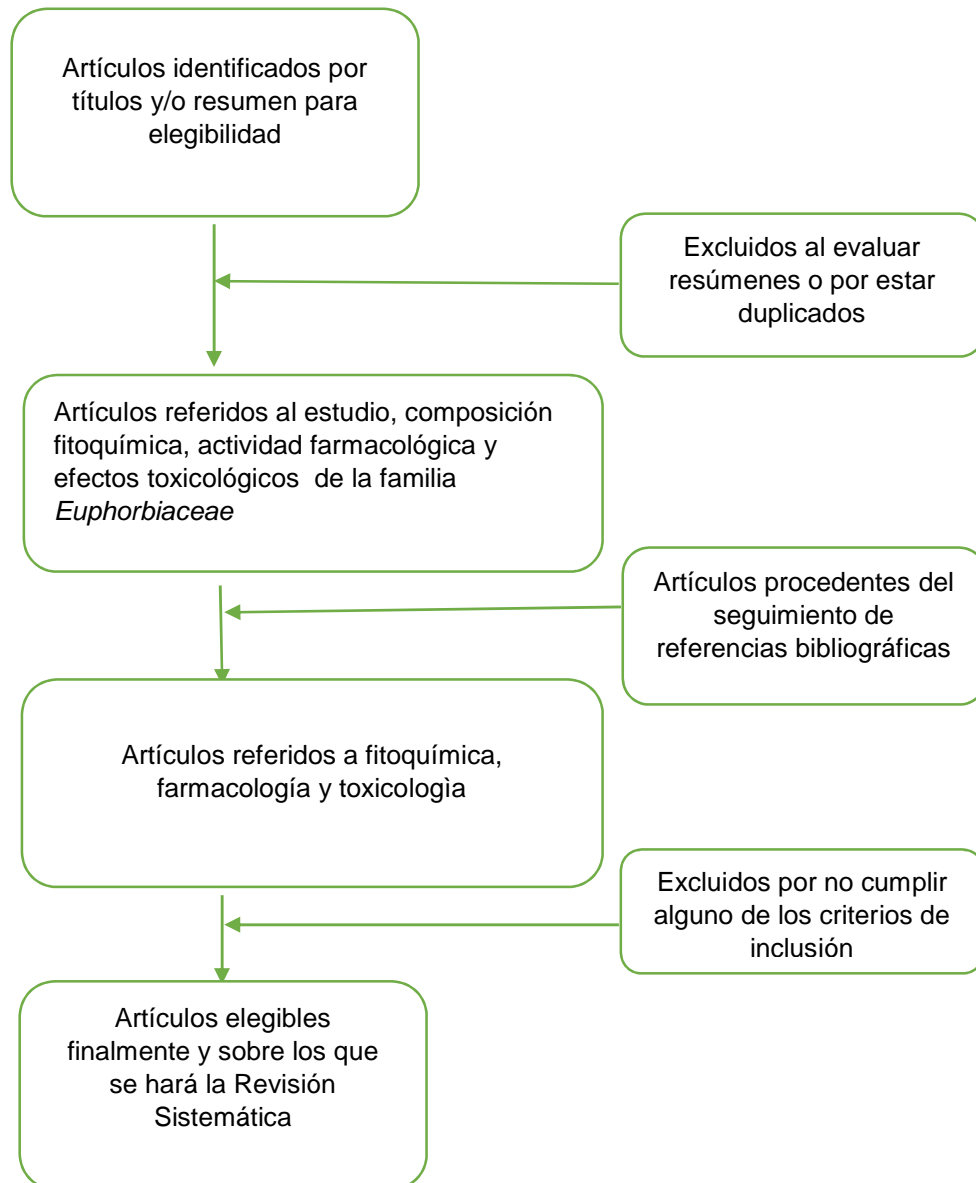 Artículos identificados por
títulos y/o resumen para
elegibilidad
Excluidos al evaluar
resúmenes o por estar
duplicados
Artículos referidos al estudio, composición
fitoquímica, actividad farmacológica y
efectos toxicológicos de la familia
Euphorbiaceae
Artículos procedentes del
seguimiento de
referencias bibliográficas
Artículos referidos a fitoquímica,
farmacología y toxicologìa
Excluidos por no cumplir
alguno de los criterios de
inclusión
Artículos elegibles
finalmente y sobre los que
se hará la Revisión
Sistemática